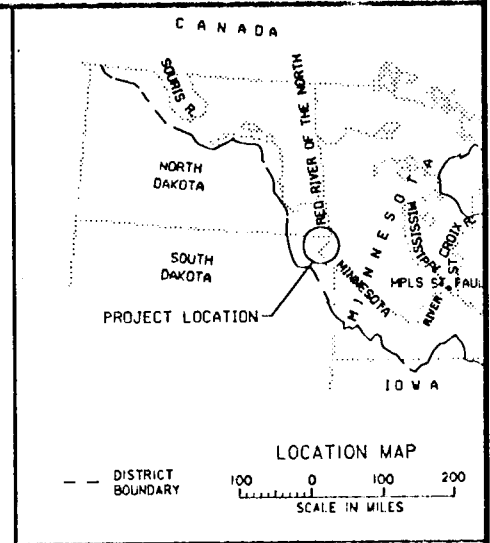 CANADA
SOURIS R.
RED RIVER OF THE NORTH
NORTH
DAKOTA
SOUTH
DAKOTA
MINNESOTA
MISSISSIPPI
ST CROIX R.
MPLS ST. PAUL
MINNESOTA
RIVER
PROJECT LOCATION
IOWA
LOCATION MAP
DISTRICT
BOUNDARY
100 0 100 200
SCALE IN MILES